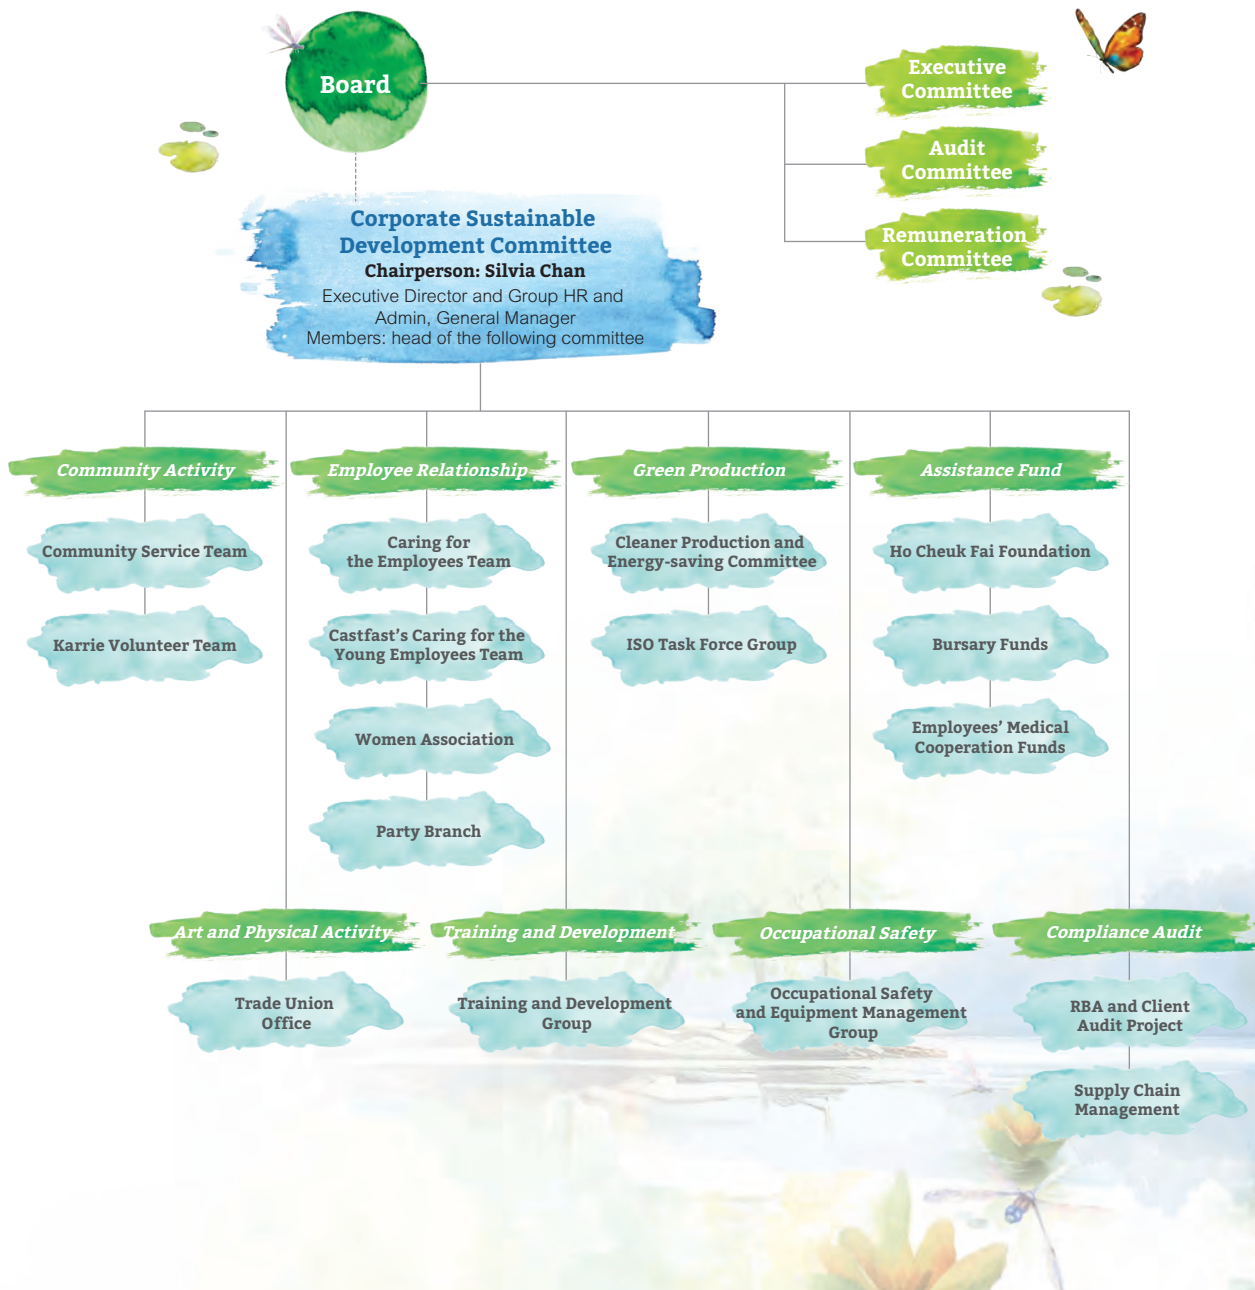 Board
Executive
Committee
Audit
Committee
Remuneration
Committee
Corporate Sustainable
Development Committee
Chairperson: Silvia Chan
Executive Director and Group HR and
Admin, General Manager
Members: head of the following committee
Community Activity
Community Service Team
Karrie Volunteer Team
Employee Relationship
Caring for
the Employees Team
Castfast’s Caring for the
Young Employees Team
Women Association
Party Branch
Green Production
Cleaner Production and
Energy-saving Committee
ISO Task Force Group
Assistance Fund
Ho Cheuk Fai Foundation
Bursary Funds
Employees’ Medical
Cooperation Funds
Art and Physical Activity
Trade Union
Office
Training and Development
Training and Development
Group
Occupational Safety
Occupational Safety
and Equipment Management
Group
Compliance Audit
RBA and Client
Audit Project
Supply Chain
Management